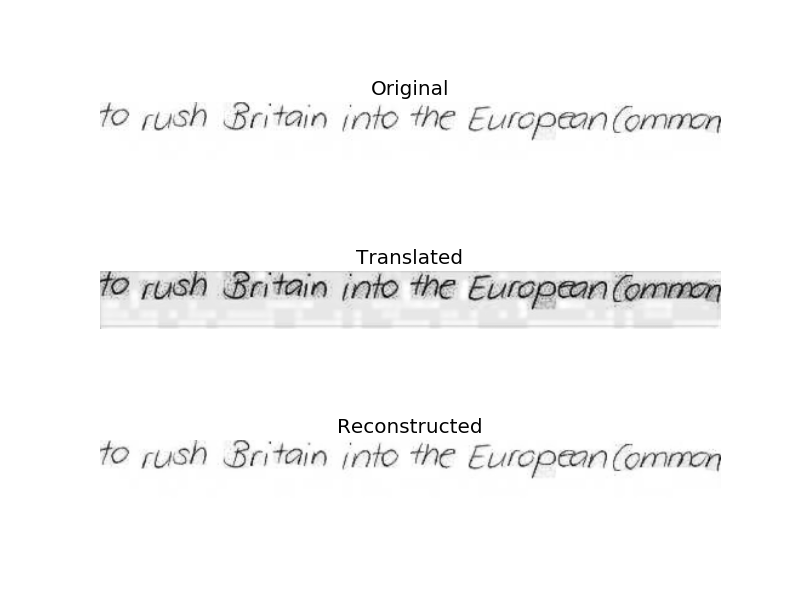 Original
to rush Britain into the European Common
Translated
to rush Britain into the European Common
Reconstructed
to rush Britain into the European Common